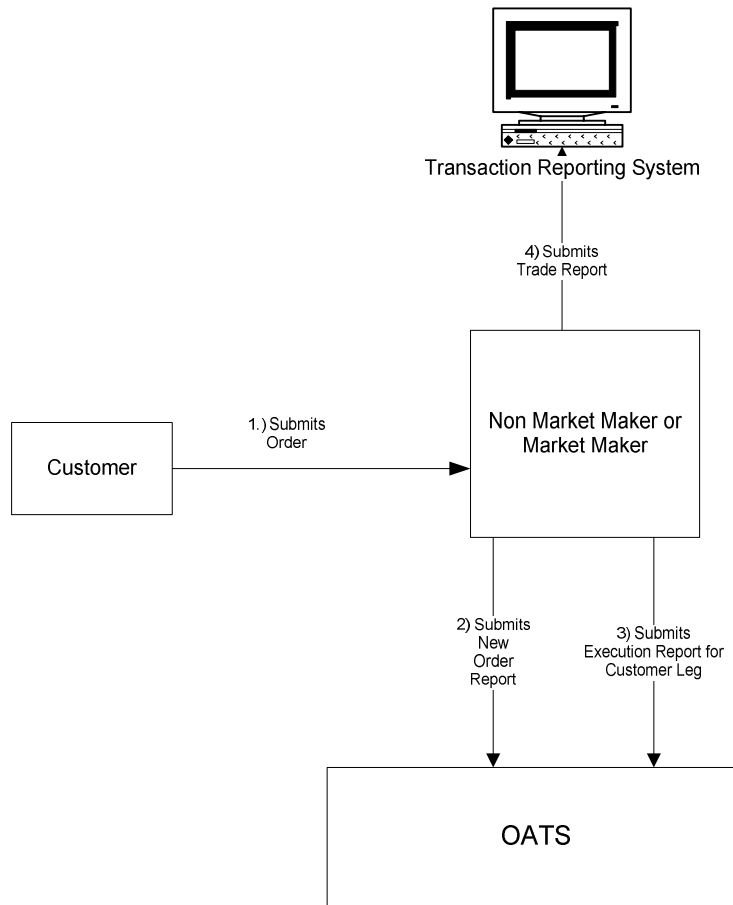 Transaction Reporting System
4) Submits
Trade Report
Non Market Maker or
Market Maker
1.) Submits
Order
Customer
2) Submits
New
Order
Report
3) Submits
Execution Report for
Customer Leg
OATS